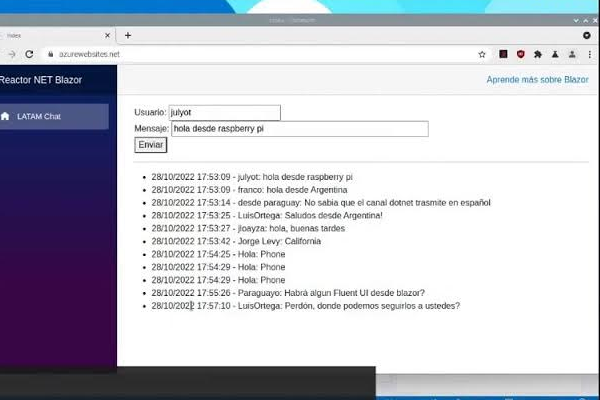 Index
azurewebsites.net
Reactor NET Blazor
Aprende más sobre Blazor
LATAM Chat
Usuario: julyot
Mensaje: hola desde raspberry pi
Enviar
28/10/2022 17:53:09 - julyot: hola desde raspberry pi
28/10/2022 17:53:09 - franco: hola desde Argentina
28/10/2022 17:53:14 - desde paraguay: No sabia que el canal dotnet trasmite en español
28/10/2022 17:53:25 - LuisOrtega: Saludos desde Argentina!
28/10/2022 17:53:27 - jloayza: hola, buenas tardes
28/10/2022 17:53:42 - Jorge Levy: California
28/10/2022 17:54:25 - Hola: Phone
28/10/2022 17:54:29 - Hola: Phone
28/10/2022 17:54:29 - Hola: Phone
28/10/2022 17:55:26 - Paraguayo: Habrá algun Fluent UI desde blazor?
28/10/2022 17:57:10 - LuisOrtega: Perdón, donde podemos seguirlos a ustedes?